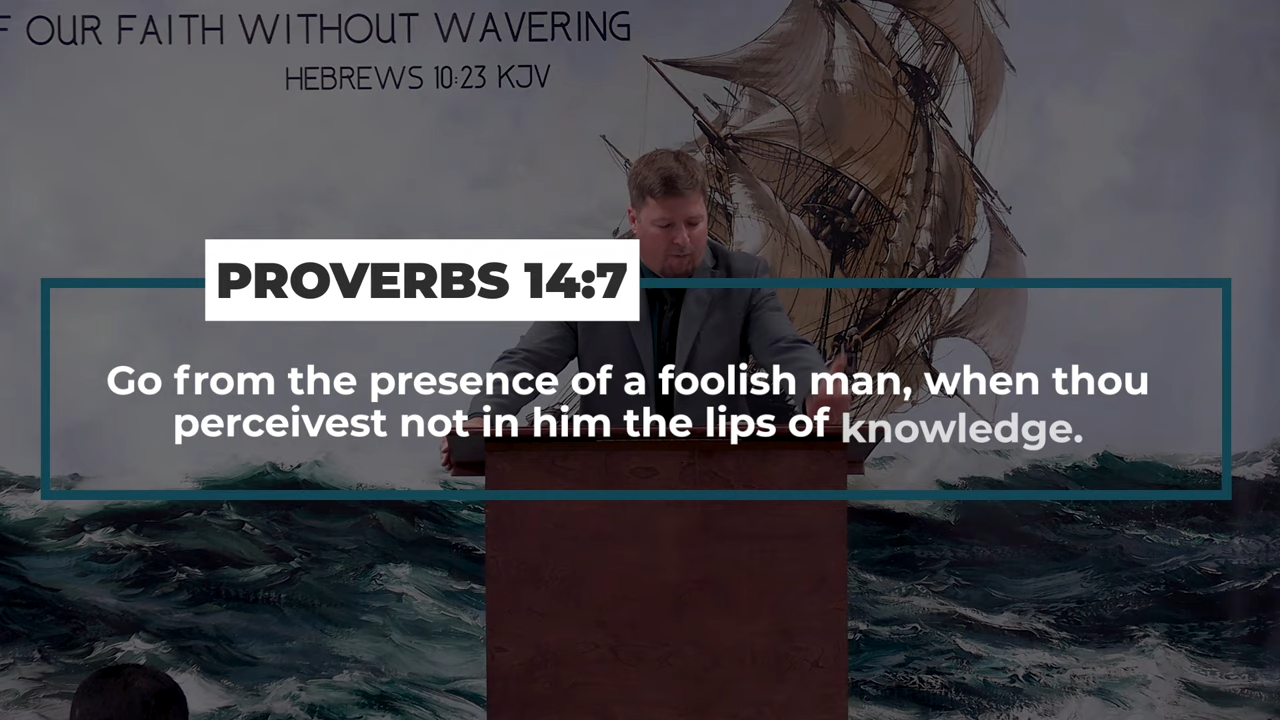 OUR FAITH WITHOUT WAVERING
HEBREWS 10:23 KJV
PROVERBS 14:7
Go from the presence of a foolish man, when thou
perceivest not in him the lips of knowledge.